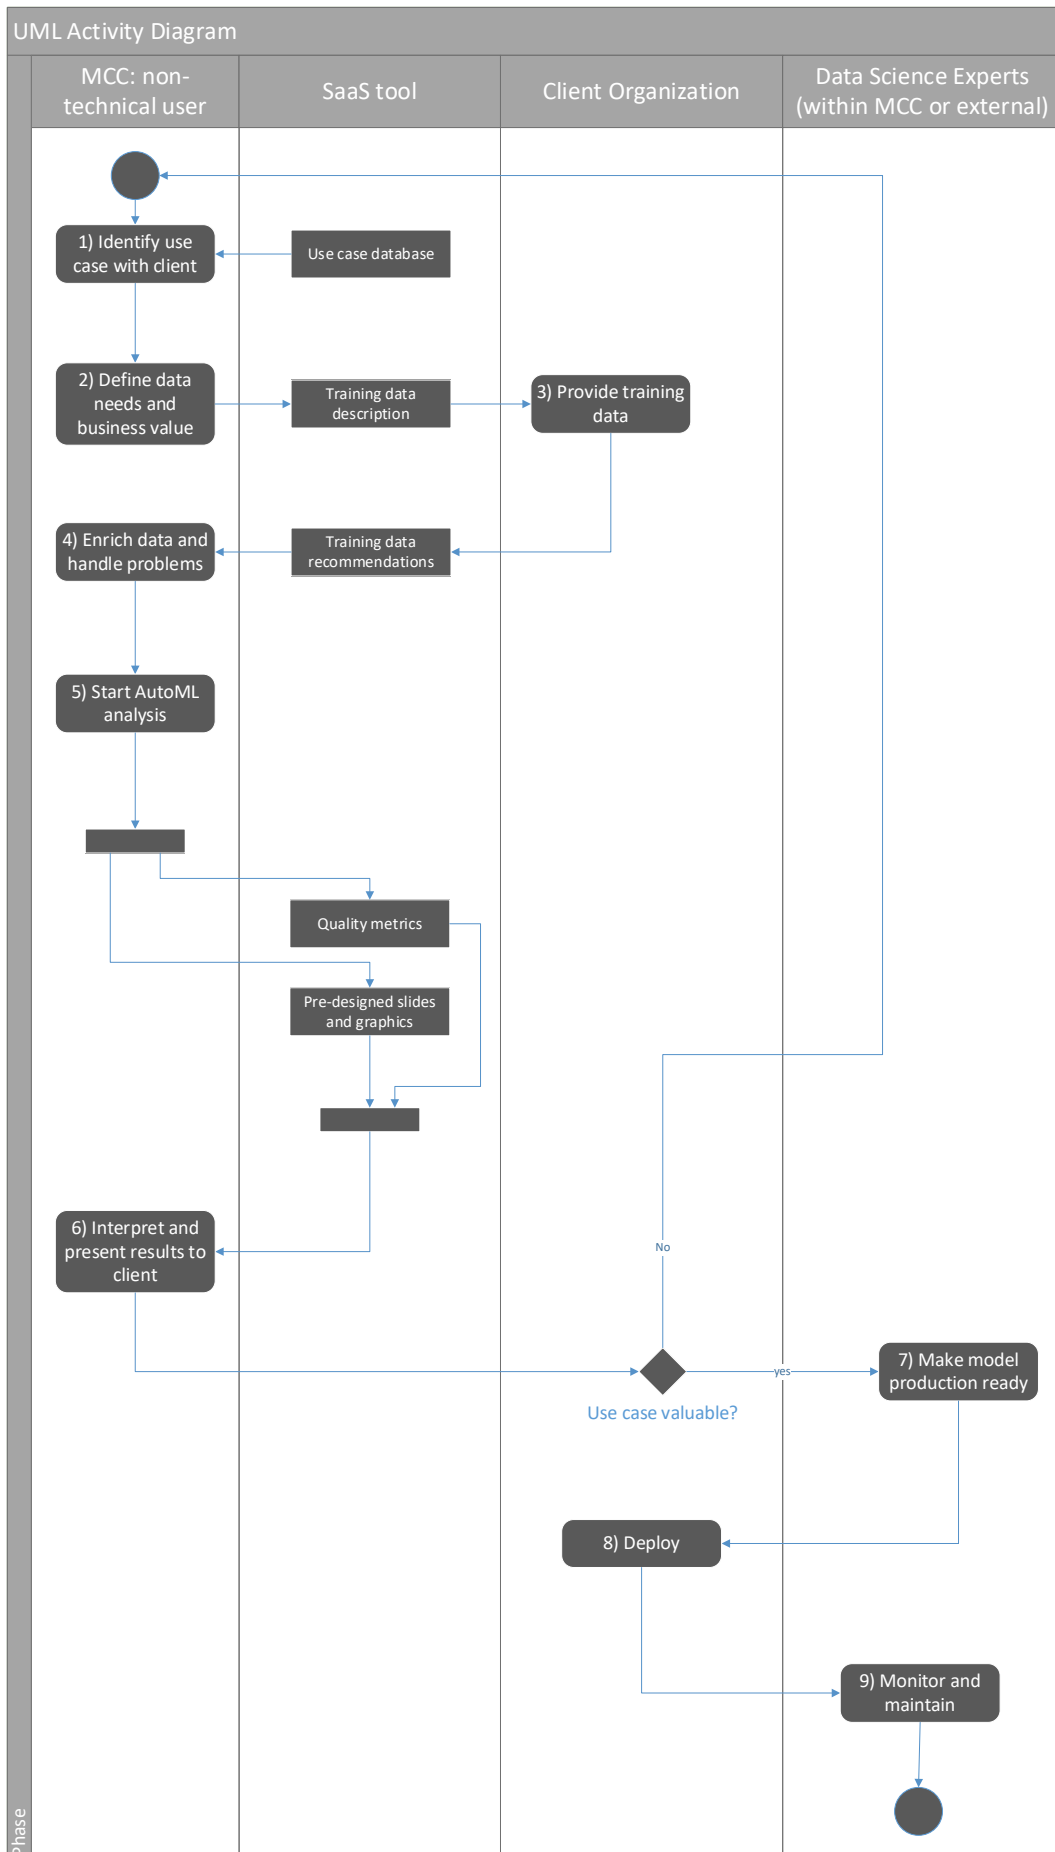 UML Activity Diagram
MCC: non-
technical user
SaaS tool
Client Organization
Data Science Experts
(within MCC or external)
1) Identify use
case with client
Use case database
2) Define data
needs and
business value
Training data
description
3) Provide training
data
4) Enrich data and
handle problems
Training data
recommendations
5) Start AutoML
analysis
Quality metrics
Pre-designed slides
and graphics
6) Interpret and
present results to
client
No
yes
Use case valuable?
7) Make model
production ready
8) Deploy
9) Monitor and
maintain
Phase